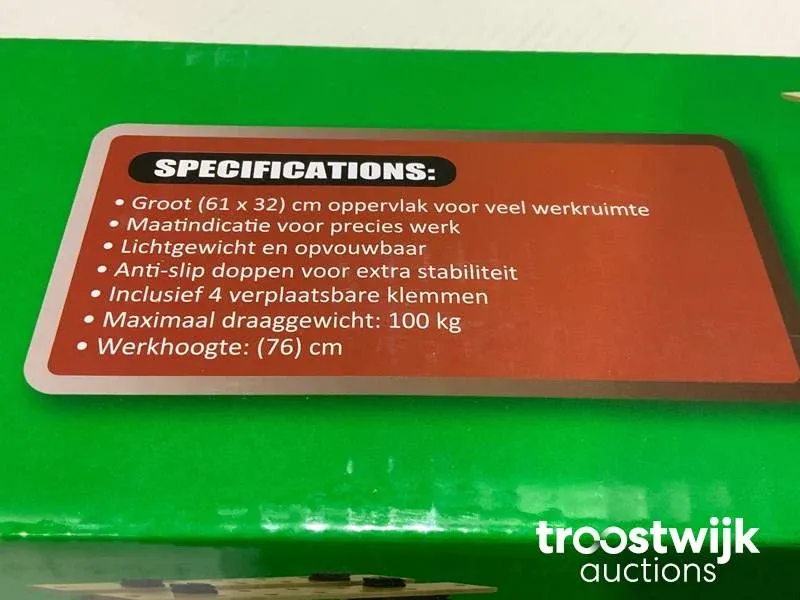 SPECIFICATIONS:
• Groot (61 x 32) cm oppervlak voor veel werkruimte
• Maatindicatie voor precies werk
• Lichtgewicht en opvouwbaar
• Anti-slip doppen voor extra stabiliteit
• Inclusief 4 verplaatsbare klemmen
• Maximaal draaggewicht: 100 kg
• Werkhoogte: (76) cm
troostwijk
auctions